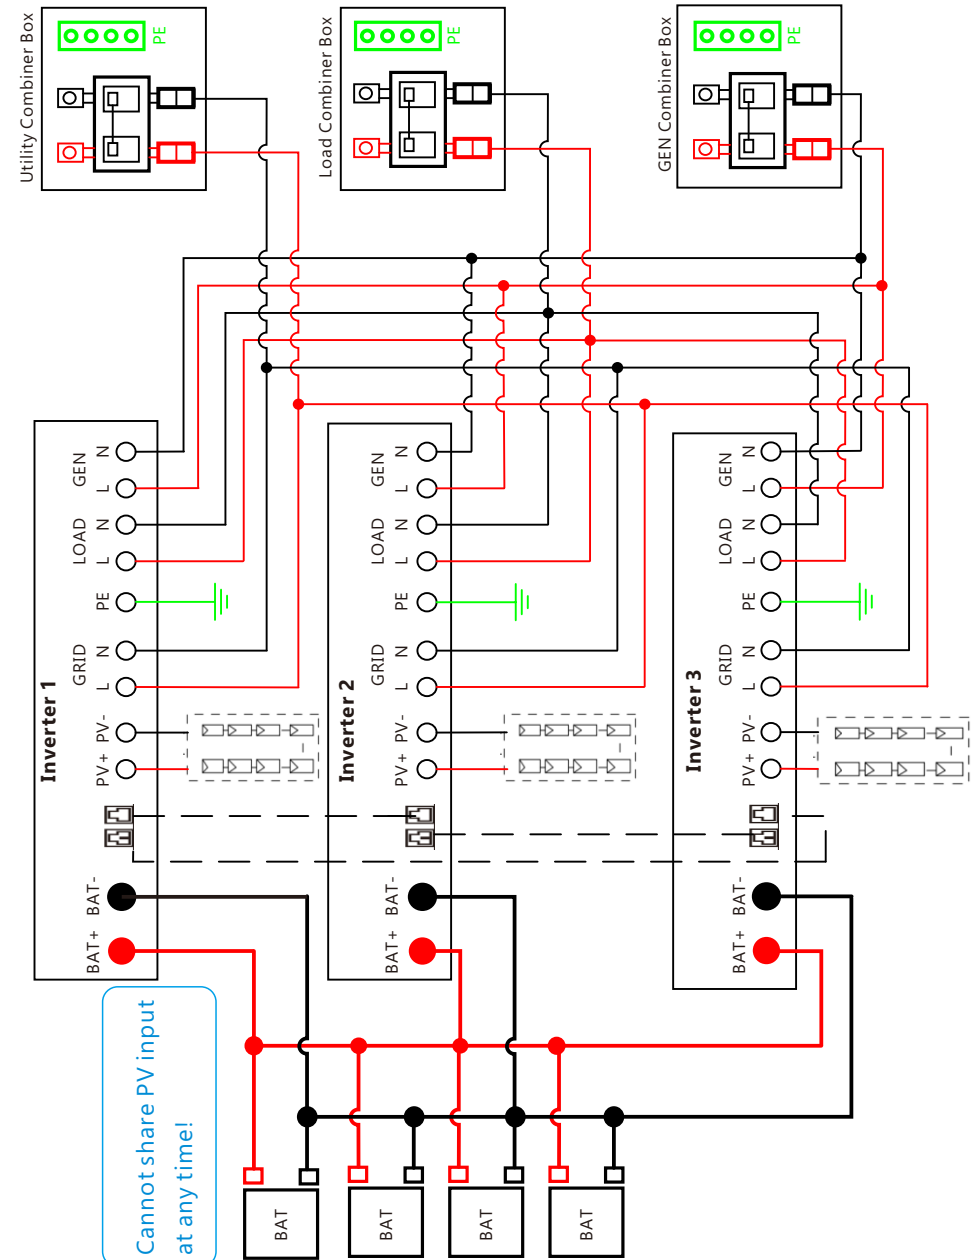 Utility Combiner Box
PE
Load Combiner Box
PE
GEN Combiner Box
PE
Inverter 1
GEN
N
L
LOAD
N
L
PE
GRID
N
L
PV-
PV+
BAT-
BAT+
Inverter 2
GEN
N
L
LOAD
N
L
PE
GRID
N
L
PV-
PV+
BAT-
BAT+
Inverter 3
GEN
N
L
LOAD
N
L
PE
GRID
N
L
PV-
PV+
BAT-
BAT+
Cannot share PV input
at any time!
BAT
BAT
BAT
BAT